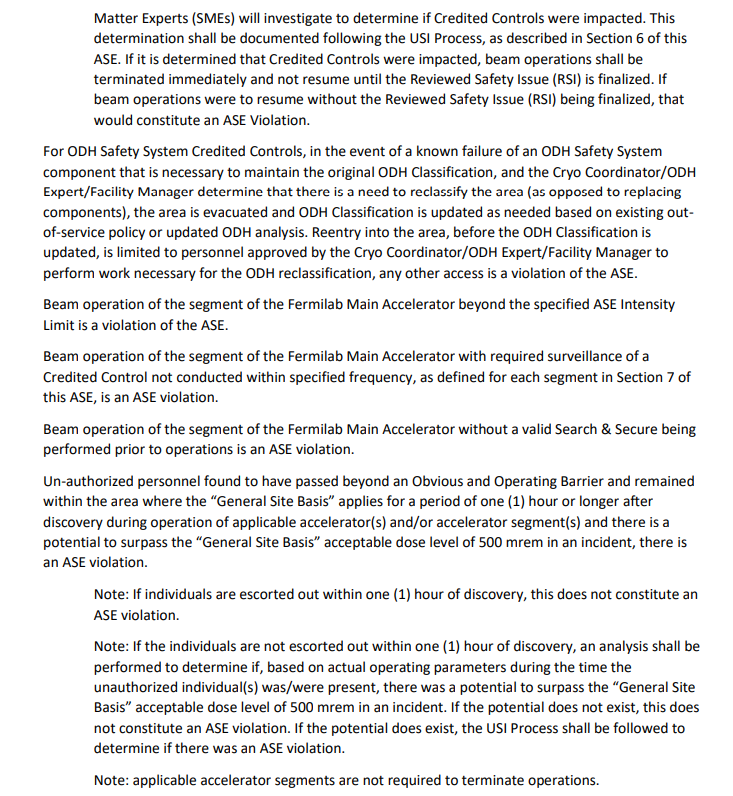 Matter Experts (SMEs) will investigate to determine if Credited Controls were impacted. This
determination shall be documented following the USI Process, as described in Section 6 of this
ASE. If it is determined that Credited Controls were impacted, beam operations shall be
terminated immediately and not resume until the Reviewed Safety Issue (RSI) is finalized. If
beam operations were to resume without the Reviewed Safety Issue (RSI) being finalized, that
would constitute an ASE Violation.
For ODH Safety System Credited Controls, in the event of a known failure of an ODH Safety System
component that is necessary to maintain the original ODH Classification, and the Cryo Coordinator/ODH
Expert/Facility Manager determine that there is a need to reclassify the area (as opposed to replacing
components), the area is evacuated and ODH Classification is updated as needed based on existing out-
of-service policy or updated ODH analysis. Reentry into the area, before the ODH Classification is
updated, is limited to personnel approved by the Cryo Coordinator/ODH Expert/Facility Manager to
perform work necessary for the ODH reclassification, any other access is a violation of the ASE.
Beam operation of the segment of the Fermilab Main Accelerator beyond the specified ASE Intensity
Limit is a violation of the ASE.
Beam operation of the segment of the Fermilab Main Accelerator with required surveillance of a
Credited Control not conducted within specified frequency, as defined for each segment in Section 7 of
this ASE, is an ASE violation.
Beam operation of the segment of the Fermilab Main Accelerator without a valid Search & Secure being
performed prior to operations is an ASE violation.
Un-authorized personnel found to have passed beyond an Obvious and Operating Barrier and remained
within the area where the “General Site Basis” applies for a period of one (1) hour or longer after
discovery during operation of applicable accelerator(s) and/or accelerator segment(s) and there is a
potential to surpass the “General Site Basis” acceptable dose level of 500 mrem in an incident, there is
an ASE violation.
Note: If individuals are escorted out within one (1) hour of discovery, this does not constitute an
ASE violation.
Note: If the individuals are not escorted out within one (1) hour of discovery, an analysis shall be
performed to determine if, based on actual operating parameters during the time the
unauthorized individual(s) was/were present, there was a potential to surpass the “General Site
Basis” acceptable dose level of 500 mrem in an incident. If the potential does not exist, this does
not constitute an ASE violation. If the potential does exist, the USI Process shall be followed to
determine if there was an ASE violation.
Note: applicable accelerator segments are not required to terminate operations.